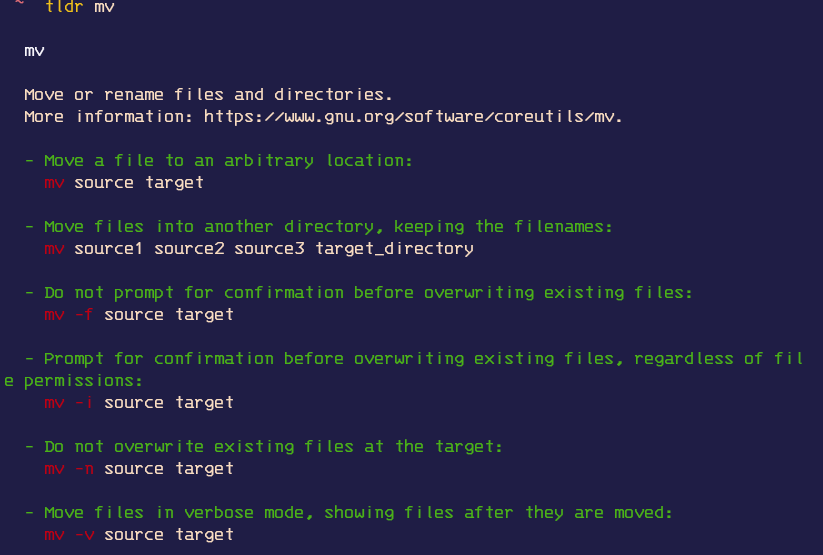 ~ tldr mv
mv
Move or rename files and directories.
More information: https://www.gnu.org/software/coreutils/mv.
- Move a file to an arbitrary location:
mv source target
- Move files into another directory, keeping the filenames:
mv source1 source2 source3 target_directory
- Do not prompt for confirmation before overwriting existing files:
mv -f source target
- Prompt for confirmation before overwriting existing files, regardless of fil
e permissions:
mv -i source target
- Do not overwrite existing files at the target:
mv -n source target
- Move files in verbose mode, showing files after they are moved:
mv -v source target